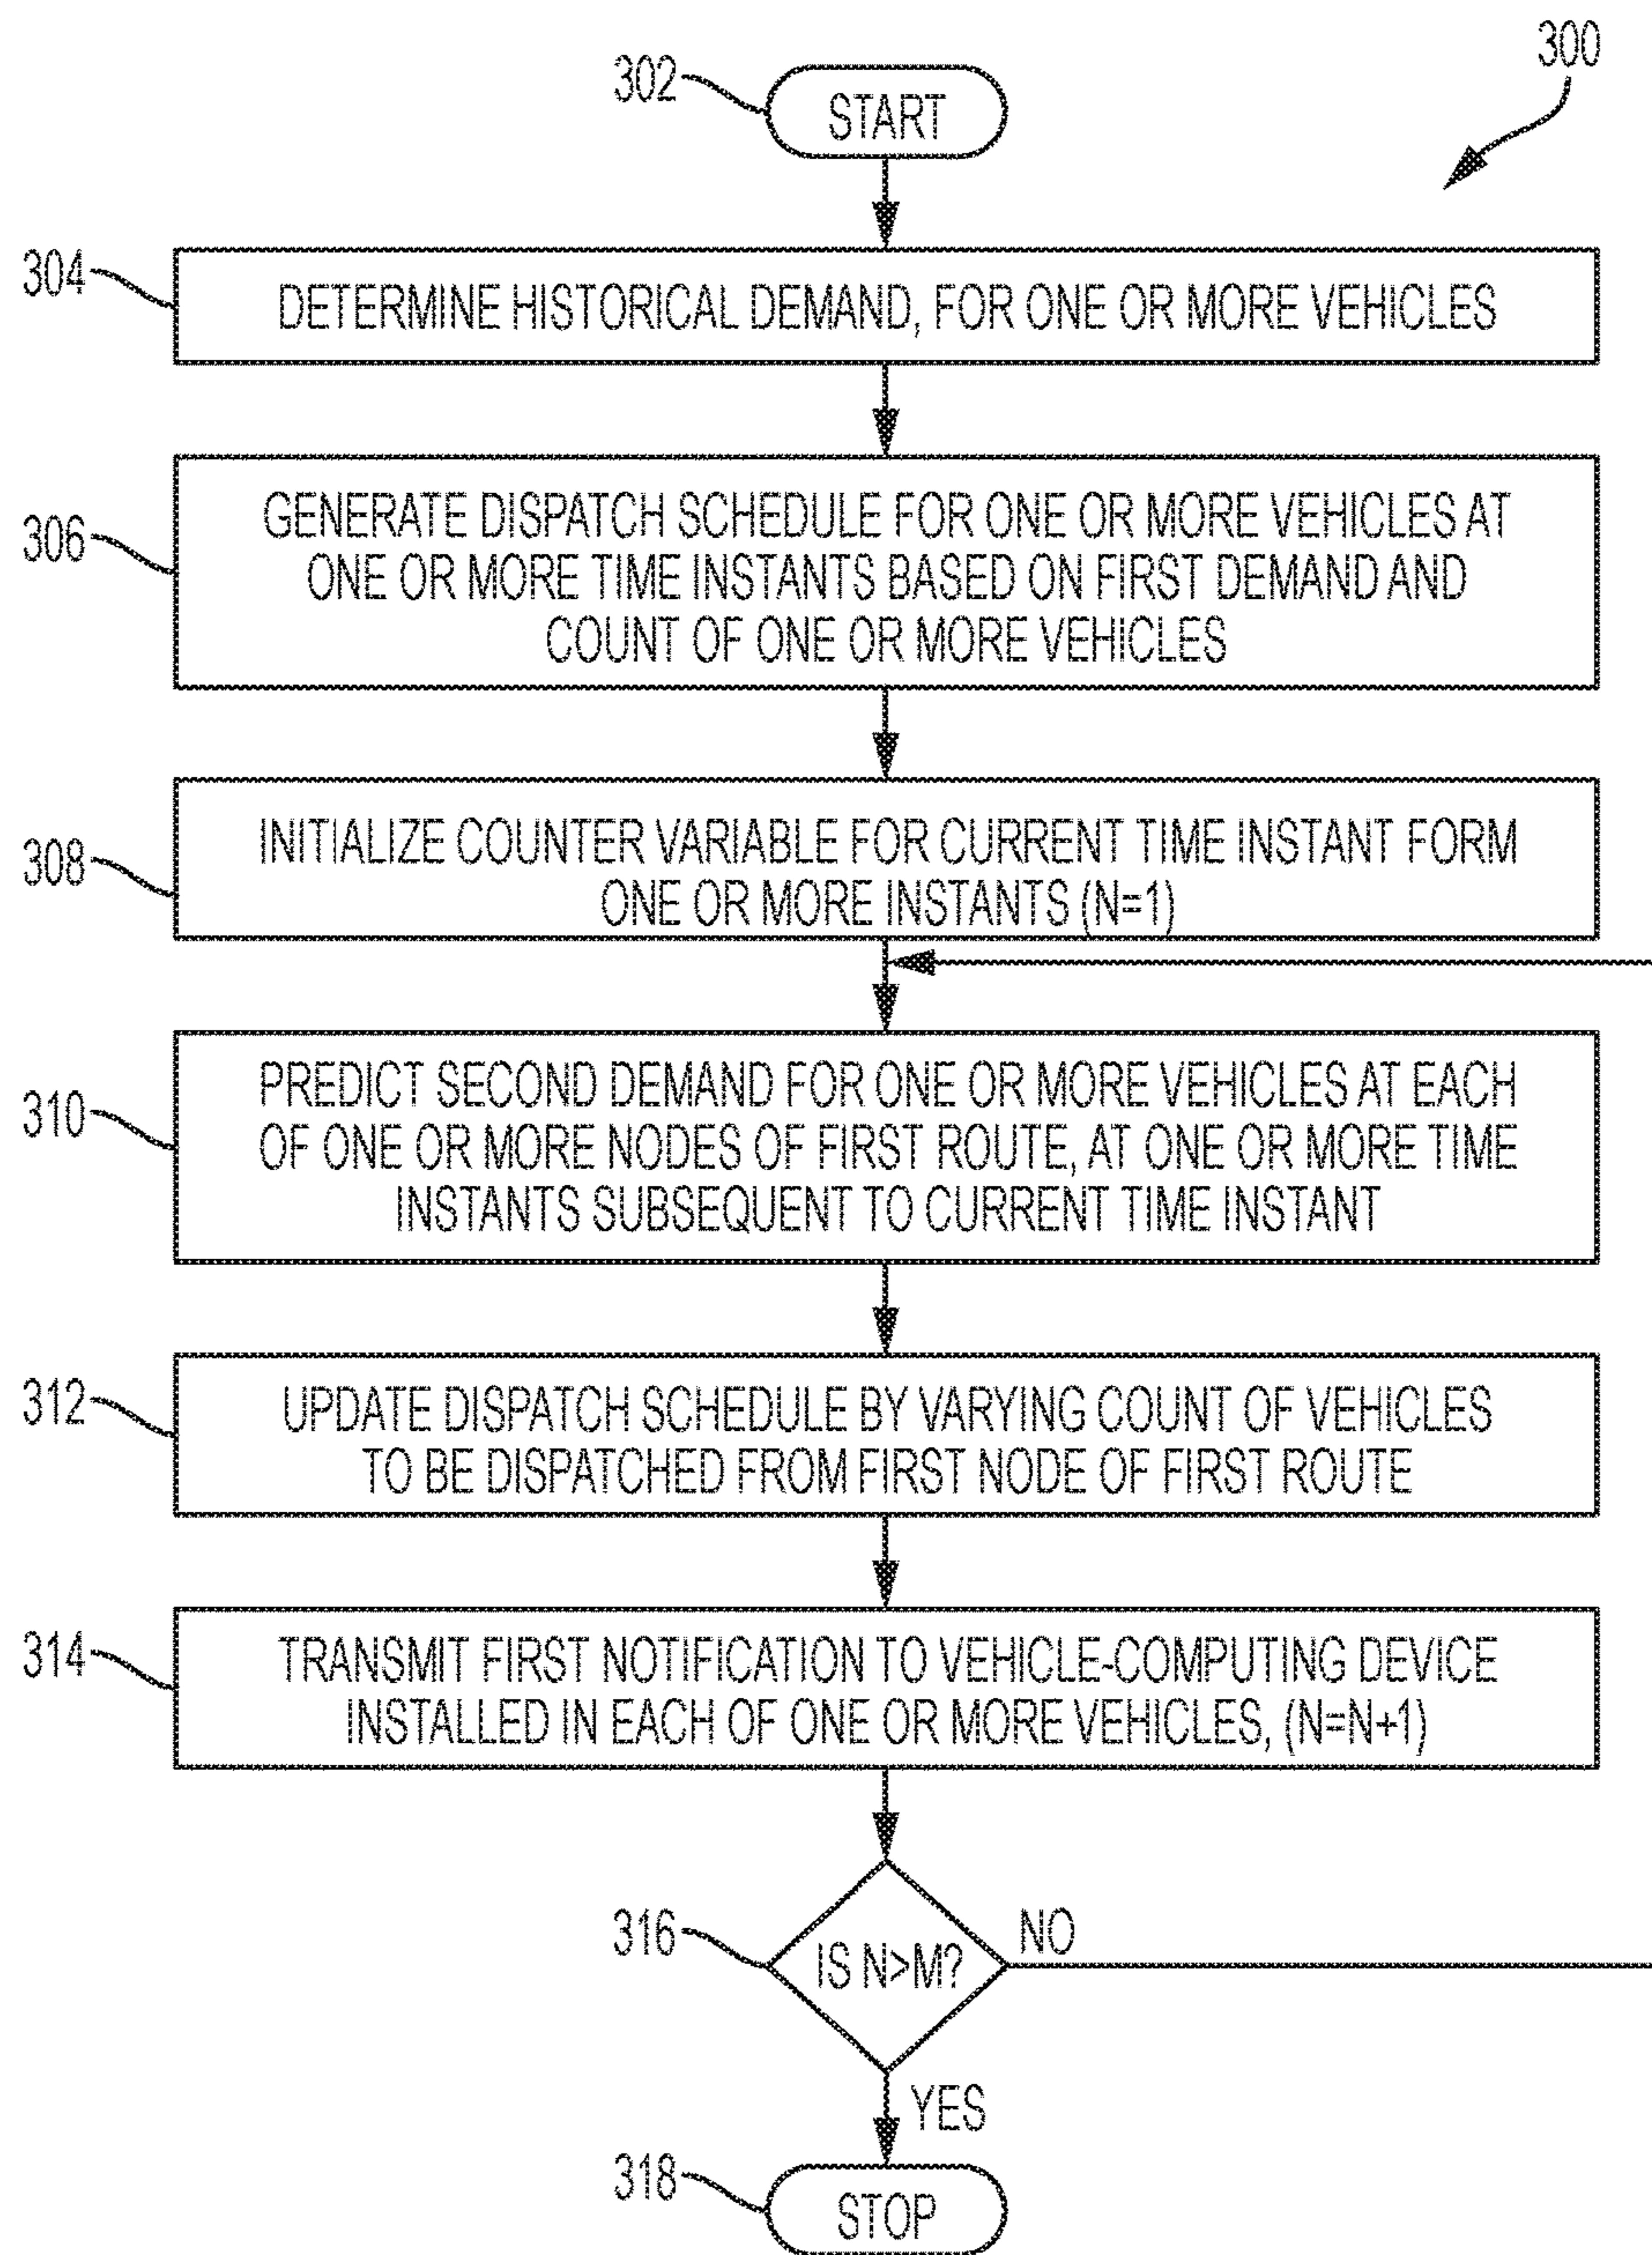 300
302
START
304
DETERMINE HISTORICAL DEMAND, FOR ONE OR MORE VEHICLES
306
GENERATE DISPATCH SCHEDULE FOR ONE OR MORE VEHICLES AT
ONE OR MORE TIME INSTANTS BASED ON FIRST DEMAND AND
COUNT OF ONE OR MORE VEHICLES
308
INITIALIZE COUNTER VARIABLE FOR CURRENT TIME INSTANT FORM
ONE OR MORE INSTANTS (N=1)
310
PREDICT SECOND DEMAND FOR ONE OR MORE VEHICLES AT EACH
OF ONE OR MORE NODES OF FIRST ROUTE, AT ONE OR MORE TIME
INSTANTS SUBSEQUENT TO CURRENT TIME INSTANT
312
UPDATE DISPATCH SCHEDULE BY VARYING COUNT OF VEHICLES
TO BE DISPATCHED FROM FIRST NODE OF FIRST ROUTE
314
TRANSMIT FIRST NOTIFICATION TO VEHICLE-COMPUTING DEVICE
INSTALLED IN EACH OF ONE OR MORE VEHICLES, (N=N+1)
316
IS N>M?
NO
YES
318
STOP